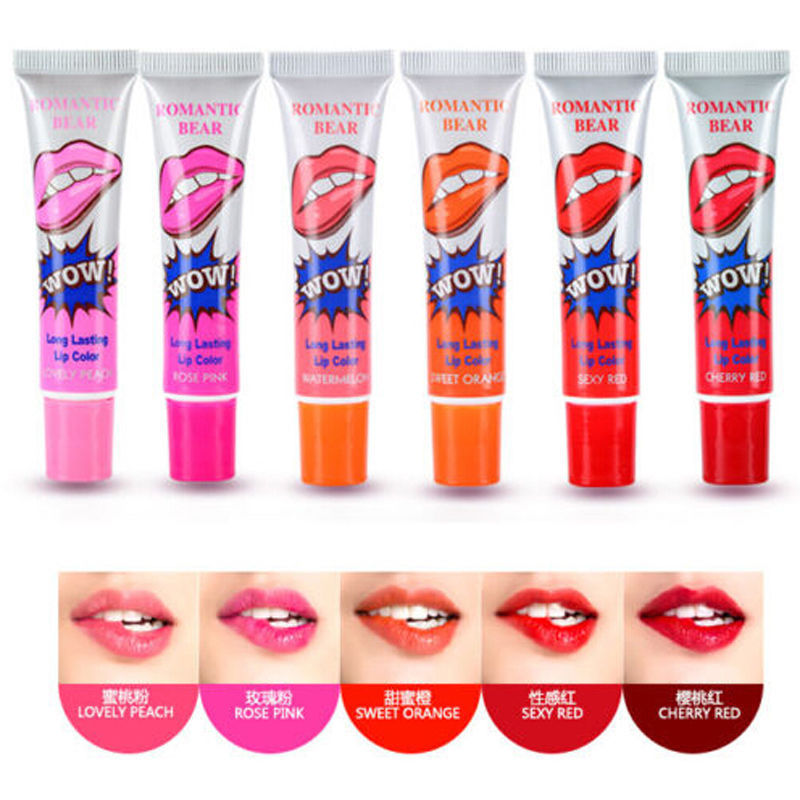 ROMANTIC
BEAR
WOW!
Long Lasting
Lip Color
LOVELY PEACH
ROMANTIC
BEAR
WOW!
Long Lasting
Lip Color
ROSE PINK
ROMANTIC
BEAR
WOW!
Long Lasting
Lip Color
WATERMELON
ROMANTIC
BEAR
WOW!
Long Lasting
Lip Color
SWEET ORANGE
ROMANTIC
BEAR
WOW!
Long Lasting
Lip Color
SEXY RED
ROMANTIC
BEAR
WOW!
Long Lasting
Lip Color
CHERRY RED
蜜桃粉
LOVELY PEACH
玫瑰粉
ROSE PINK
甜蜜橙
SWEET ORANGE
性感红
SEXY RED
樱桃紅
CHERRY RED